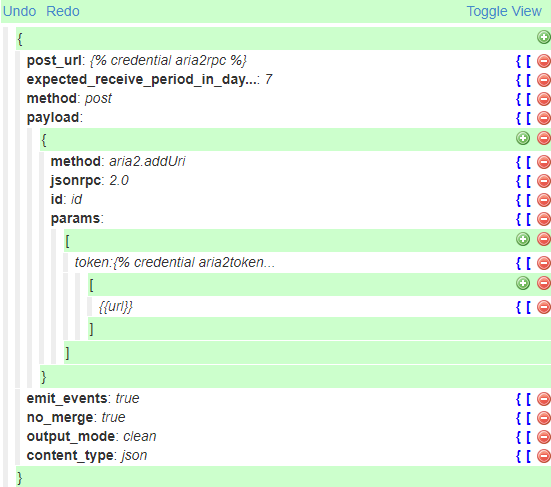 Undo Redo Toggle View
{
post_url: {% credential aria2rpc %} { [
expected_receive_period_in_day...: 7 { [
method: post { [
payload: { [
{
method: aria2.addUri { [
jsonrpc: 2.0 { [
id: id { [
params: { [
[
token:{% credential aria2token... { [
[
{{url}} { [
]
]
}
emit_events: true { [
no_merge: true { [
output_mode: clean { [
content_type: json { [
}